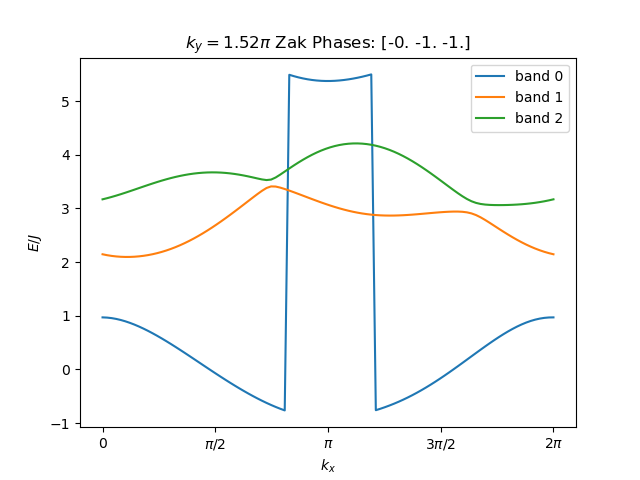 k_y = 1.52π Zak Phases: [-0. -1. -1.]
band 0
band 1
band 2
5
4
3
2
1
0
−1
E/J
0 π/2 π 3π/2 2π
k_x